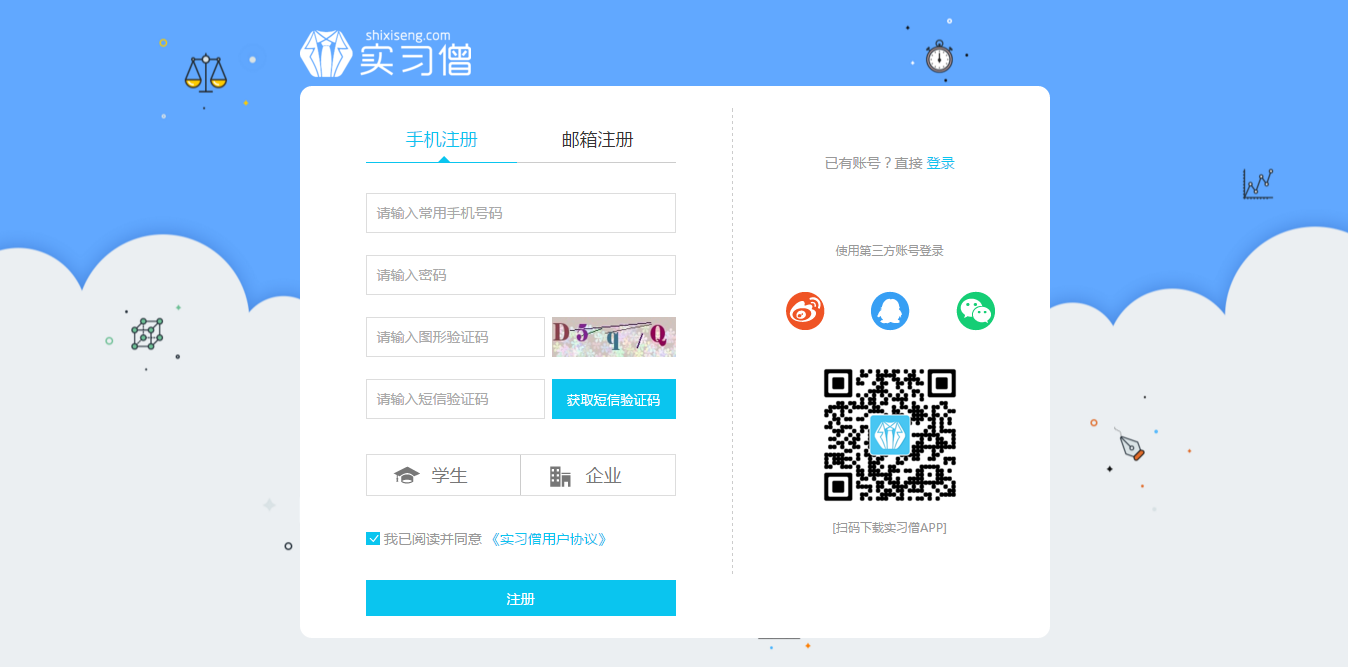 shixiseng.com
实习僧
手机注册
邮箱注册
请输入常用手机号码
请输入密码
请输入图形验证码
D5q/Q
请输入短信验证码
获取短信验证码
学生
企业
我已阅读并同意 《实习僧用户协议》
注册
已有账号？直接 登录
使用第三方账号登录
[扫码下载实习僧APP]